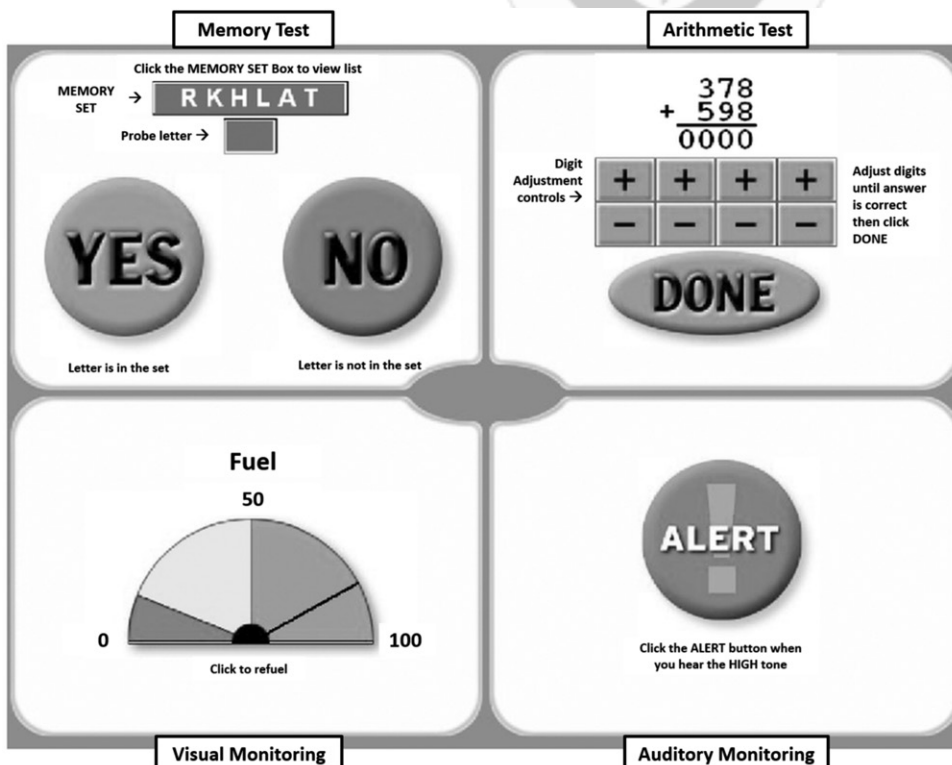 Memory Test
Click the MEMORY SET Box to view list
MEMORY
SET →
R K H L A T
Probe letter →
YES
NO
Letter is in the set
Letter is not in the set
Arithmetic Test
378
+ 598
0000
Digit
Adjustment
controls →
+ + + +
− − − −
Adjust digits
until answer
is correct
then click
DONE
DONE
Fuel
50
0
100
Click to refuel
Visual Monitoring
!
ALERT
Click the ALERT button when
you hear the HIGH tone
Auditory Monitoring